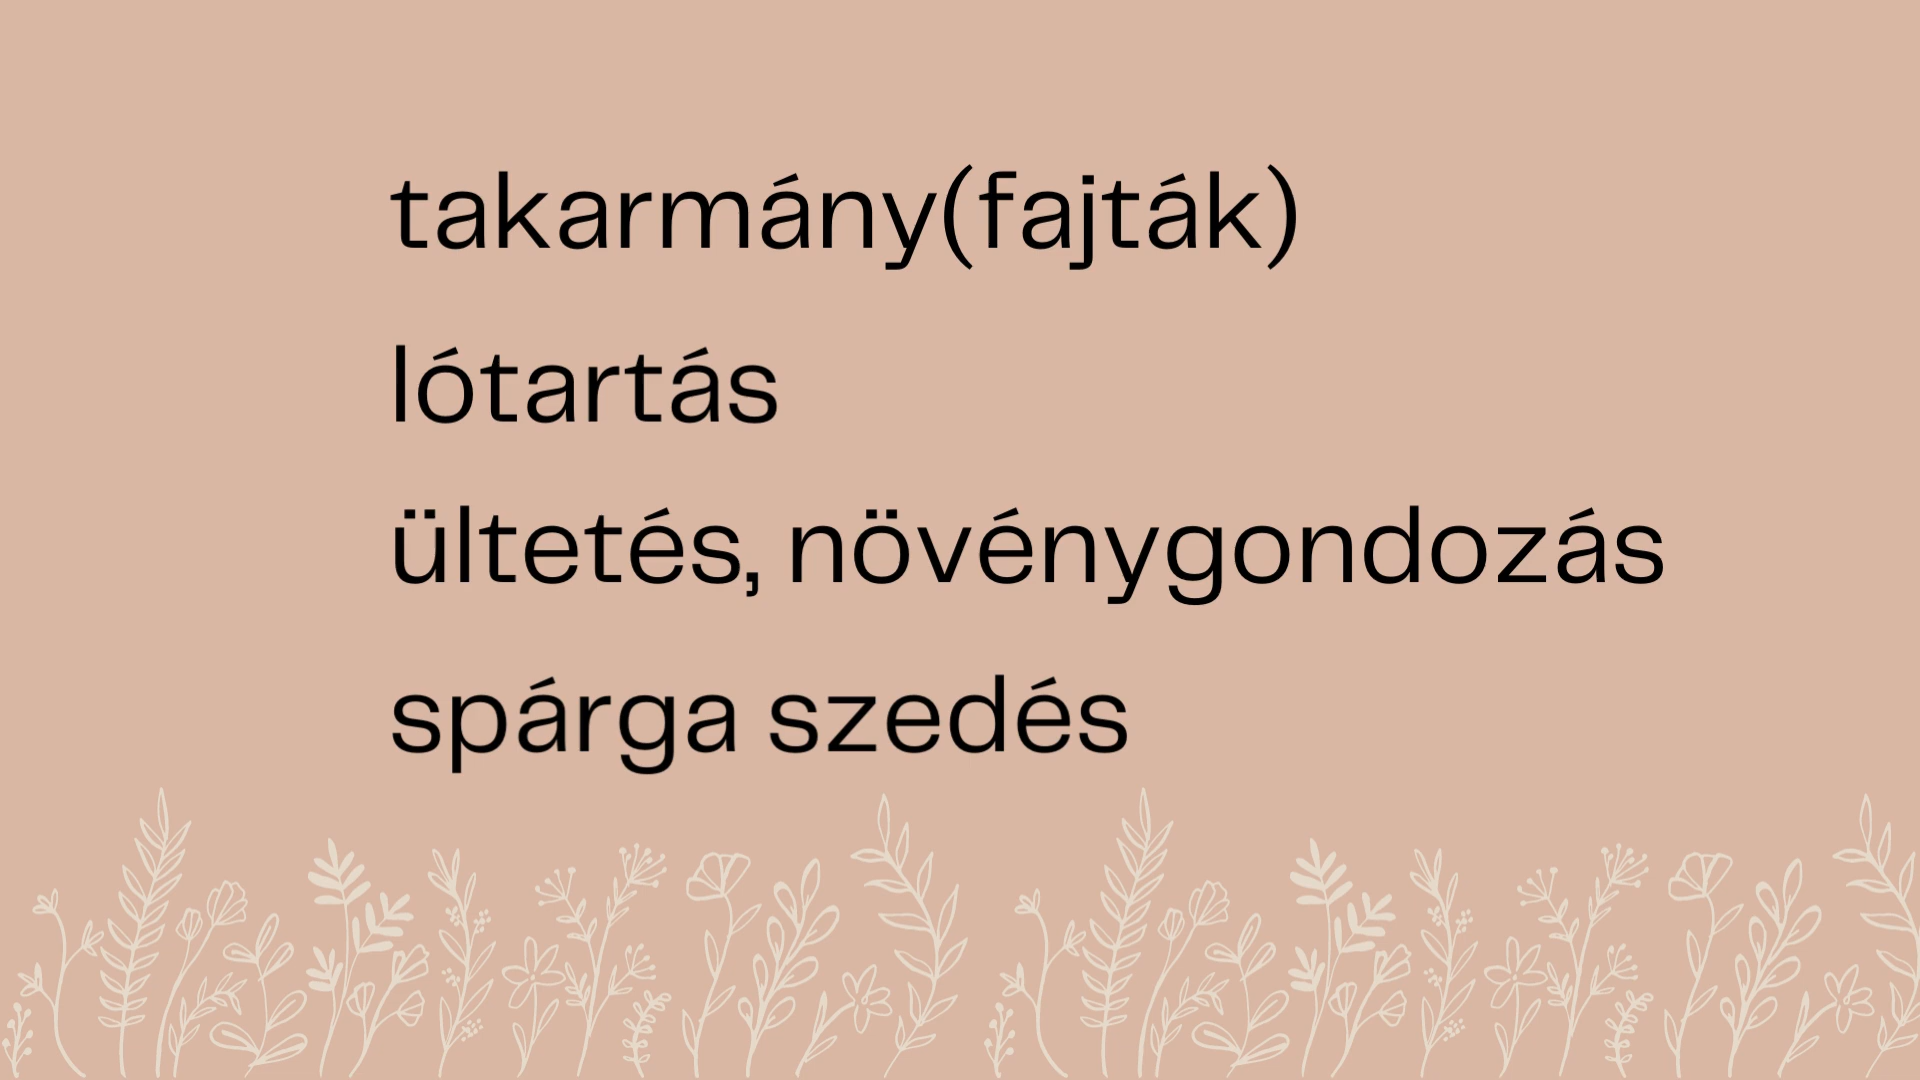 takarmány(fajták)
lótartás
ültetés, növénygondozás
spárga szedés